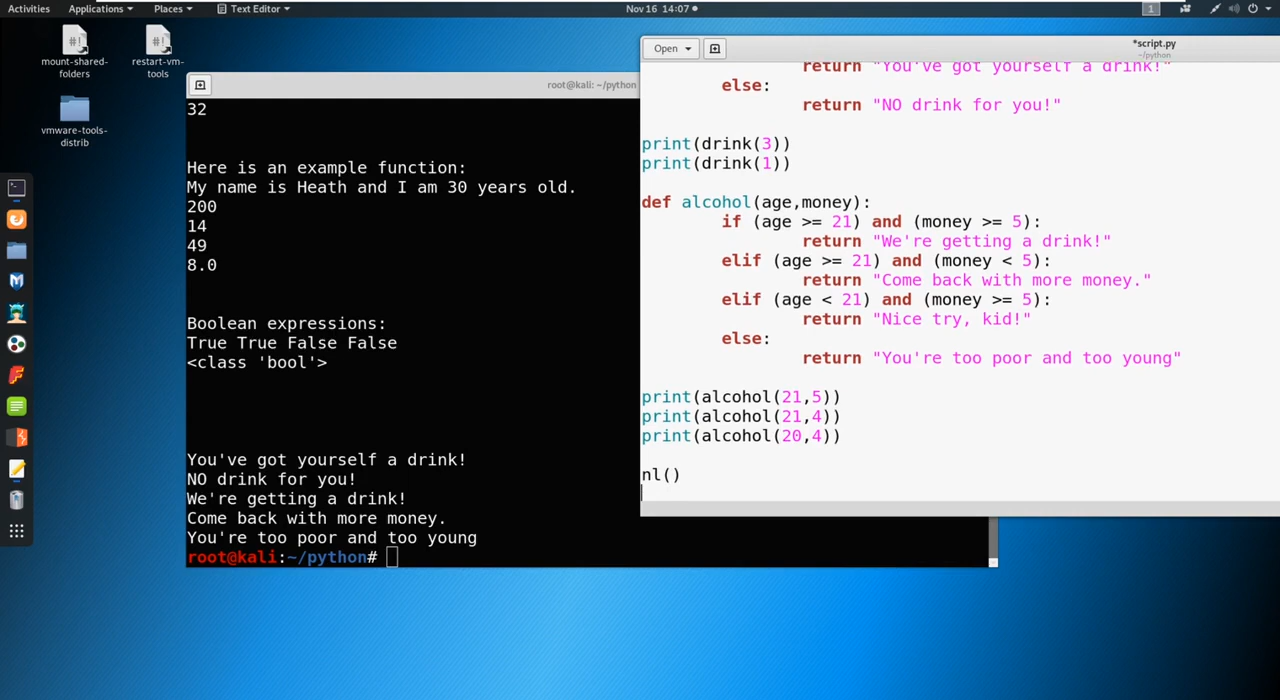 Activities Applications Places Text Editor Nov 16 14:07 1
mount-shared-
folders
restart-vm-
tools
vmware-tools-
distrib
root@kali: ~/python
32
Here is an example function:
My name is Heath and I am 30 years old.
200
14
49
8.0
Boolean expressions:
True True False False
<class 'bool'>
You've got yourself a drink!
NO drink for you!
We're getting a drink!
Come back with more money.
You're too poor and too young
root@kali:~/python#
Open
*script.py
~/python
return "You've got yourself a drink!"
else:
return "NO drink for you!"
print(drink(3))
print(drink(1))
def alcohol(age,money):
if (age >= 21) and (money >= 5):
return "We're getting a drink!"
elif (age >= 21) and (money < 5):
return "Come back with more money."
elif (age < 21) and (money >= 5):
return "Nice try, kid!"
else:
return "You're too poor and too young"
print(alcohol(21,5))
print(alcohol(21,4))
print(alcohol(20,4))
nl()